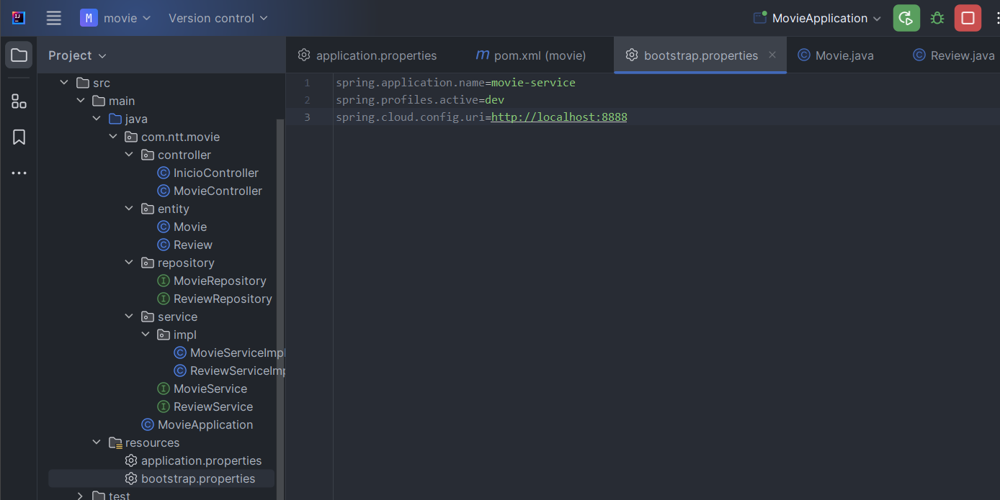 M movie Version control MovieApplication
Project
application.properties
m pom.xml (movie)
bootstrap.properties
Movie.java
Review.java
src
main
java
com.ntt.movie
controller
InicioController
MovieController
entity
Movie
Review
repository
MovieRepository
ReviewRepository
service
impl
MovieServiceImpl
ReviewServiceImp
MovieService
ReviewService
MovieApplication
resources
application.properties
bootstrap.properties
test
1 spring.application.name=movie-service
2 spring.profiles.active=dev
3 spring.cloud.config.uri=http://localhost:8888